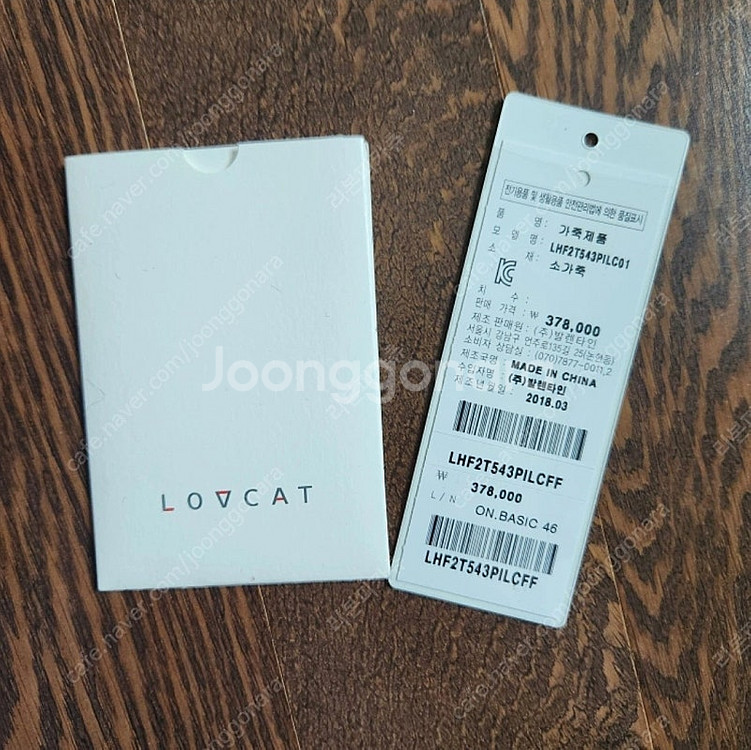 LOVCAT
전기용품 및 생활용품 안전관리법에 의한 품질표시
품 명 : 가죽제품
모 델 명 : LHF2T543PILC01
소 재 : 소가죽
치 수 :
판매 가격 : ₩ 378,000
제조 판매원 : (주)발렌타인
서울시 강남구 언주로135길 25(논현동)
소비자 상담실 : (070)7877-0011,2
제조국명 : MADE IN CHINA
수입자명 : (주)발렌타인
제조년월일 : 2018.03
LHF2T543PILCFF
₩ 378,000
L/N ON,BASIC 46
LHF2T543PILCFF
Joonggonara
cafe.naver.com/joonggonara